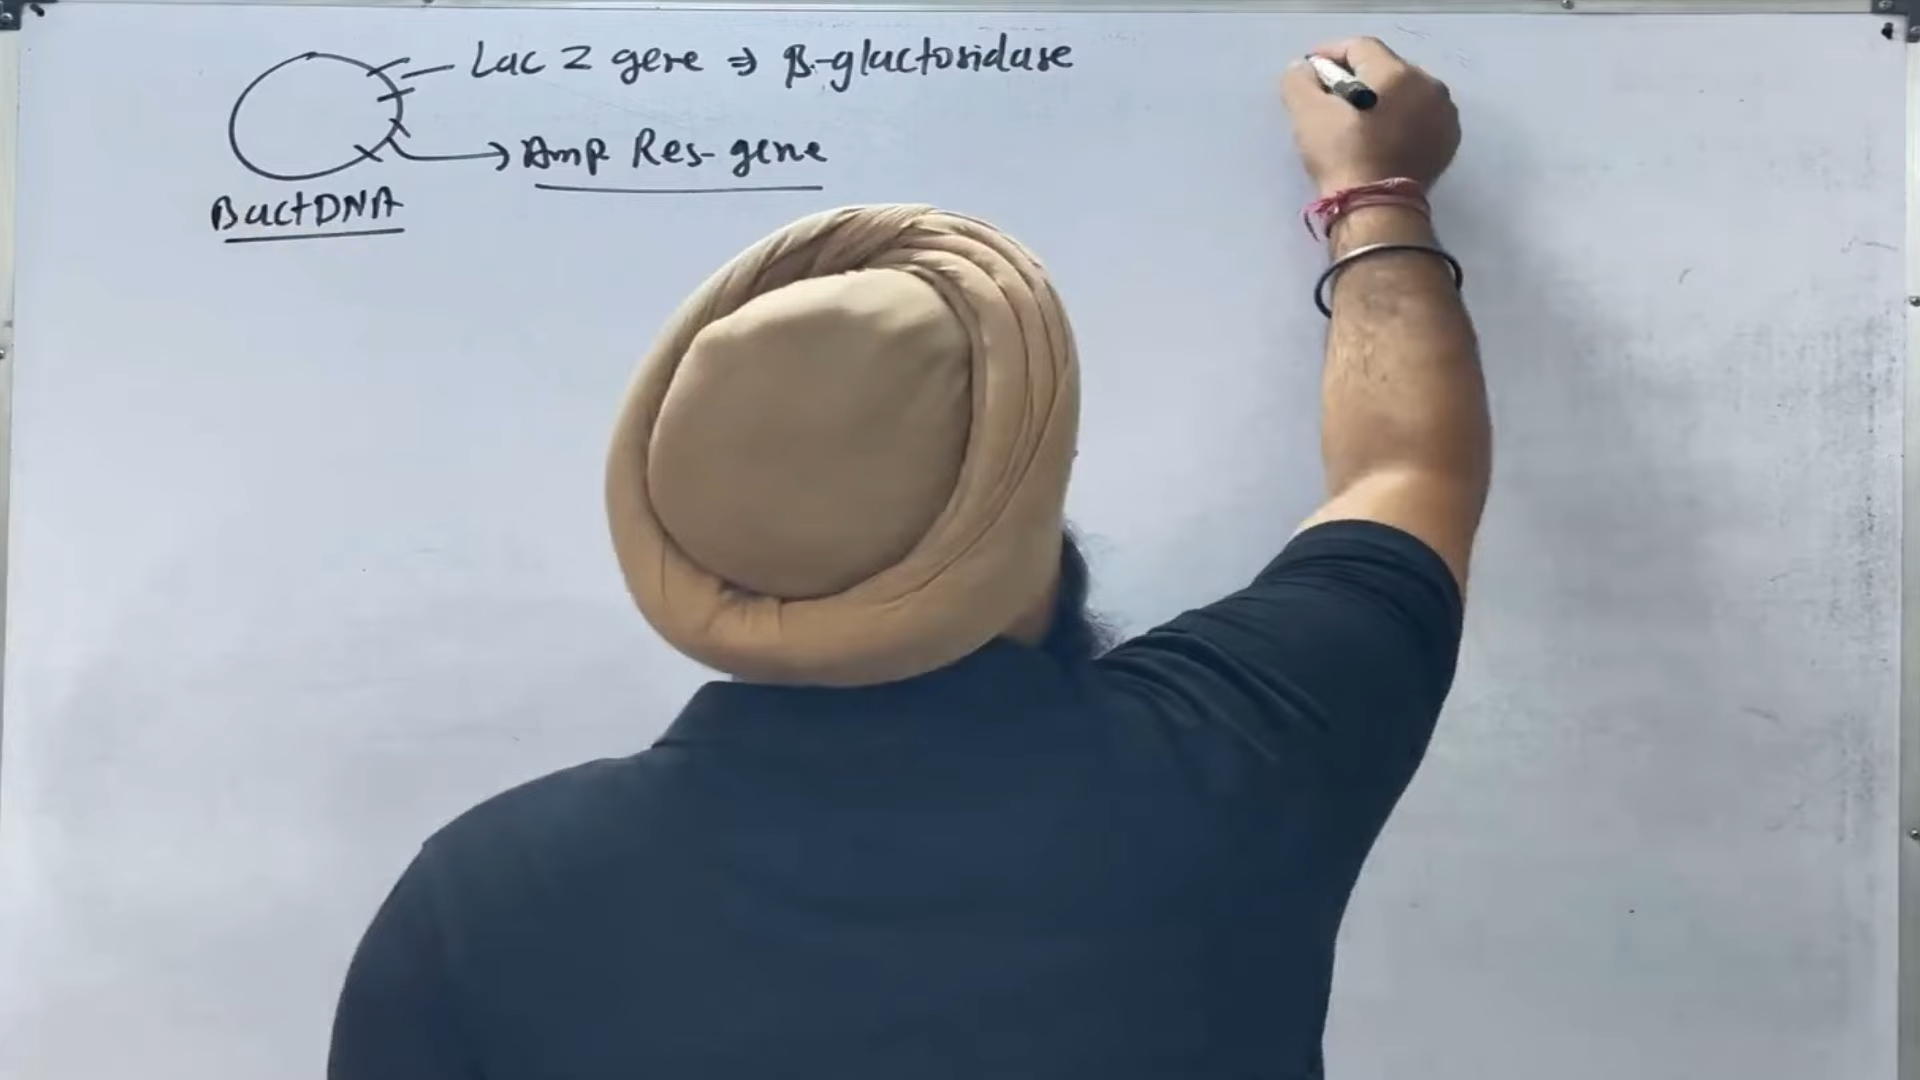 Lac Z gene ⇒ β-glactosidase
Amp Res- gene
BactDNA